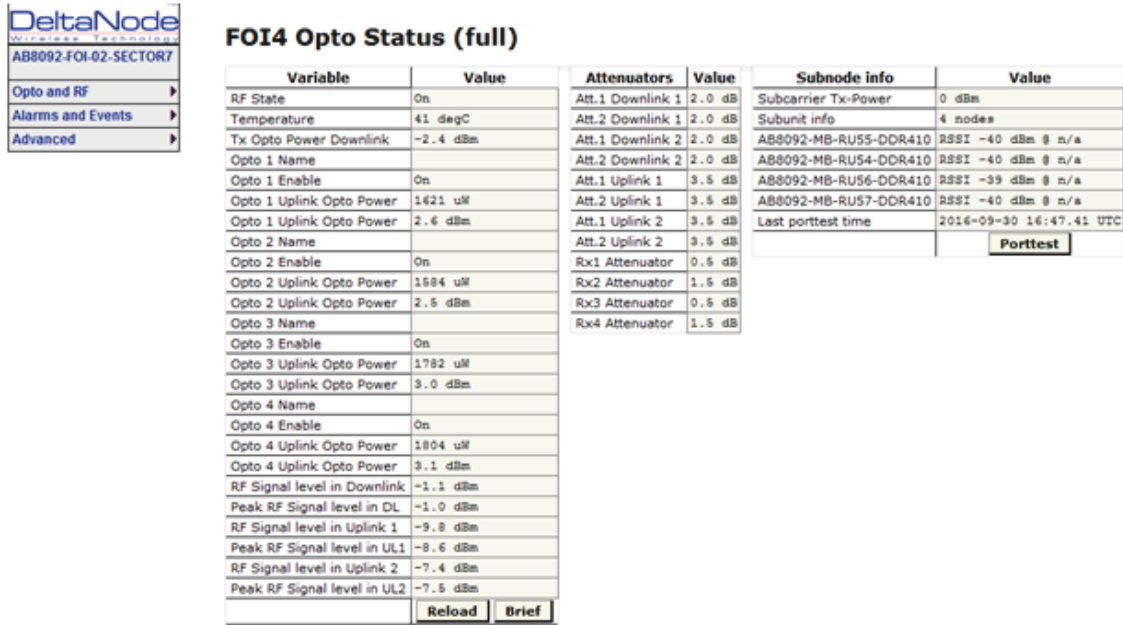 DeltaNode
Wireless Technology
AB8092-FOI-02-SECTOR7
Opto and RF
Alarms and Events
Advanced
FOI4 Opto Status (full)
Variable Value
RF State On
Temperature 41 degC
Tx Opto Power Downlink -2.4 dBm
Opto 1 Name
Opto 1 Enable On
Opto 1 Uplink Opto Power 1621 uW
Opto 1 Uplink Opto Power 2.6 dBm
Opto 2 Name
Opto 2 Enable On
Opto 2 Uplink Opto Power 1584 uW
Opto 2 Uplink Opto Power 2.5 dBm
Opto 3 Name
Opto 3 Enable On
Opto 3 Uplink Opto Power 1782 uW
Opto 3 Uplink Opto Power 3.0 dBm
Opto 4 Name
Opto 4 Enable On
Opto 4 Uplink Opto Power 1804 uW
Opto 4 Uplink Opto Power 3.1 dBm
RF Signal level in Downlink -1.1 dBm
Peak RF Signal level in DL -1.0 dBm
RF Signal level in Uplink 1 -9.8 dBm
Peak RF Signal level in UL1 -8.6 dBm
RF Signal level in Uplink 2 -7.4 dBm
Peak RF Signal level in UL2 -7.5 dBm
Reload Brief
Attenuators Value
Att.1 Downlink 1 2.0 dB
Att.2 Downlink 1 2.0 dB
Att.1 Downlink 2 2.0 dB
Att.2 Downlink 2 2.0 dB
Att.1 Uplink 1 3.5 dB
Att.2 Uplink 1 3.5 dB
Att.1 Uplink 2 3.5 dB
Att.2 Uplink 2 3.5 dB
Rx1 Attenuator 0.5 dB
Rx2 Attenuator 1.5 dB
Rx3 Attenuator 0.5 dB
Rx4 Attenuator 1.5 dB
Subnode info Value
Subcarrier Tx-Power 0 dBm
Subunit info 4 nodes
AB8092-MB-RU55-DDR410 RSSI -40 dBm @ n/a
AB8092-MB-RU54-DDR410 RSSI -40 dBm @ n/a
AB8092-MB-RU56-DDR410 RSSI -39 dBm @ n/a
AB8092-MB-RU57-DDR410 RSSI -40 dBm @ n/a
Last porttest time 2016-09-30 16:47.41 UTC
Porttest